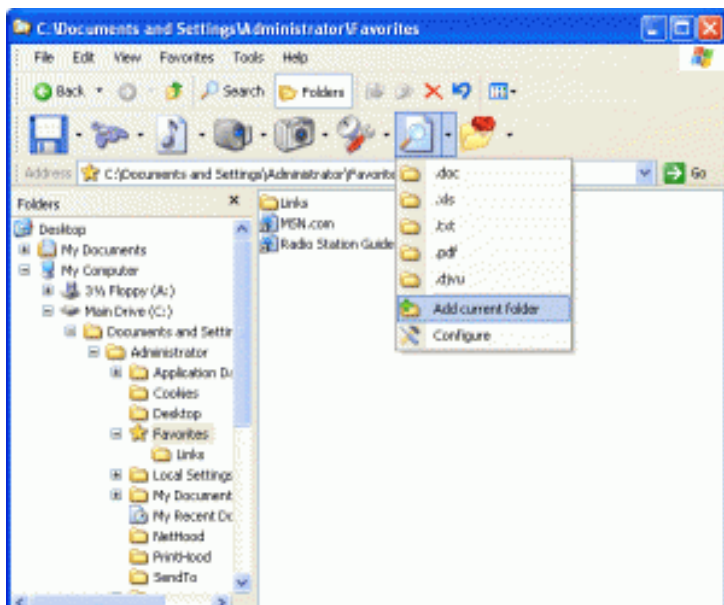 C:\Documents and Settings\Administrator\Favorites
File Edit View Favorites Tools Help
Back Search Folders
Address C:\Documents and Settings\Administrator\Favorite Go
Folders
Desktop
My Documents
My Computer
3½ Floppy (A:)
Main Drive (C:)
Documents and Settin
Administrator
Application Da
Cookies
Desktop
Favorites
Links
Local Settings
My Document
My Recent Do
NetHood
PrintHood
SendTo
Links
MSN.com
Radio Station Guide
.doc
.xls
.txt
.pdf
.djvu
Add current folder
Configure